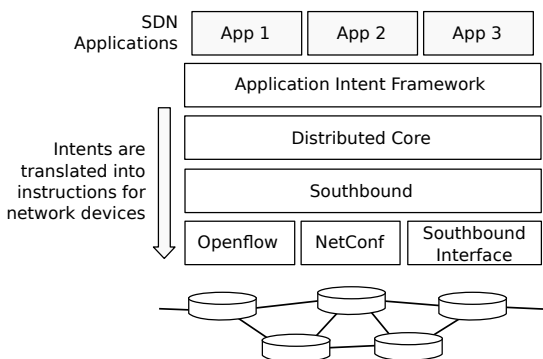 SDN
Applications
App 1
App 2
App 3
Application Intent Framework
Intents are
translated into
instructions for
network devices
Distributed Core
Southbound
Openflow
NetConf
Southbound
Interface